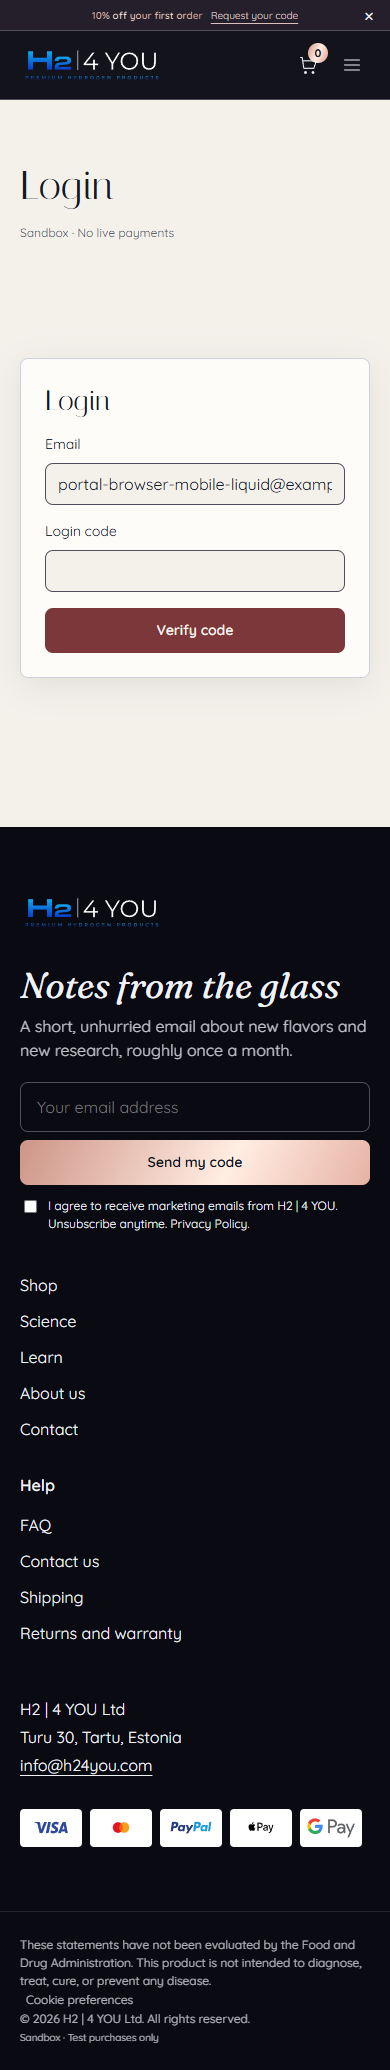 10% off your first order Request your code ×
H2 | 4 YOU
PREMIUM HYDROGEN PRODUCTS
0
Login
Sandbox · No live payments
Login
Email
portal-browser-mobile-liquid@examp
Login code
Verify code
H2 | 4 YOU
PREMIUM HYDROGEN PRODUCTS
Notes from the glass
A short, unhurried email about new flavors and
new research, roughly once a month.
Your email address
Send my code
I agree to receive marketing emails from H2 | 4 YOU.
Unsubscribe anytime. Privacy Policy.
Shop
Science
Learn
About us
Contact
Help
FAQ
Contact us
Shipping
Returns and warranty
H2 | 4 YOU Ltd
Turu 30, Tartu, Estonia
info@h24you.com
VISA PayPal Pay G Pay
These statements have not been evaluated by the Food and
Drug Administration. This product is not intended to diagnose,
treat, cure, or prevent any disease.
Cookie preferences
© 2026 H2 | 4 YOU Ltd. All rights reserved.
Sandbox · Test purchases only